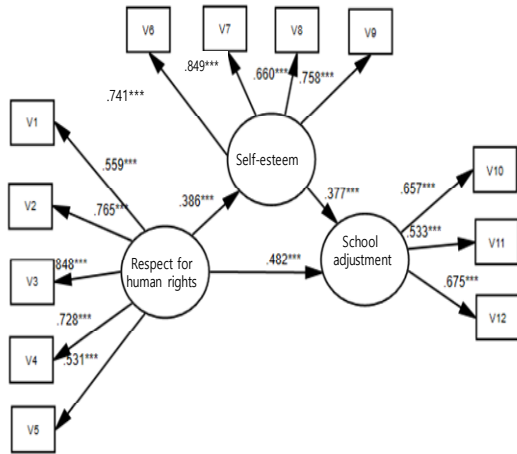 V6
V7
V8
V9
.741***
.849***
.660***
.758***
V1
V2
V3
V4
V5
.559***
.765***
848***
.728***
.531***
Self-esteem
.386***
.377***
Respect for
human rights
.482***
School
adjustment
.657***
.533***
.675***
V10
V11
V12